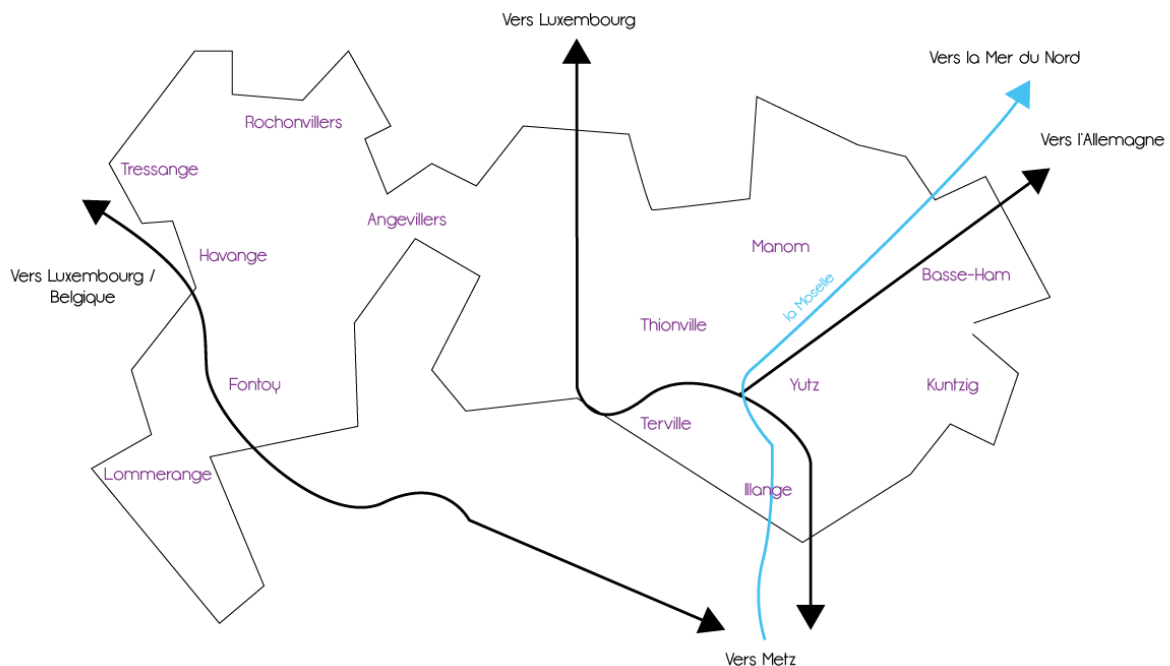 Vers Luxembourg
Vers la Mer du Nord
Rochonvillers
Vers l'Allemagne
Tressange
Angevillers
Manom
Havange
Vers Luxembourg /
Belgique
Basse-Ham
la Moselle
Thionville
Fontoy
Yutz
Kuntzig
Terville
Lommerange
Illange
Vers Metz